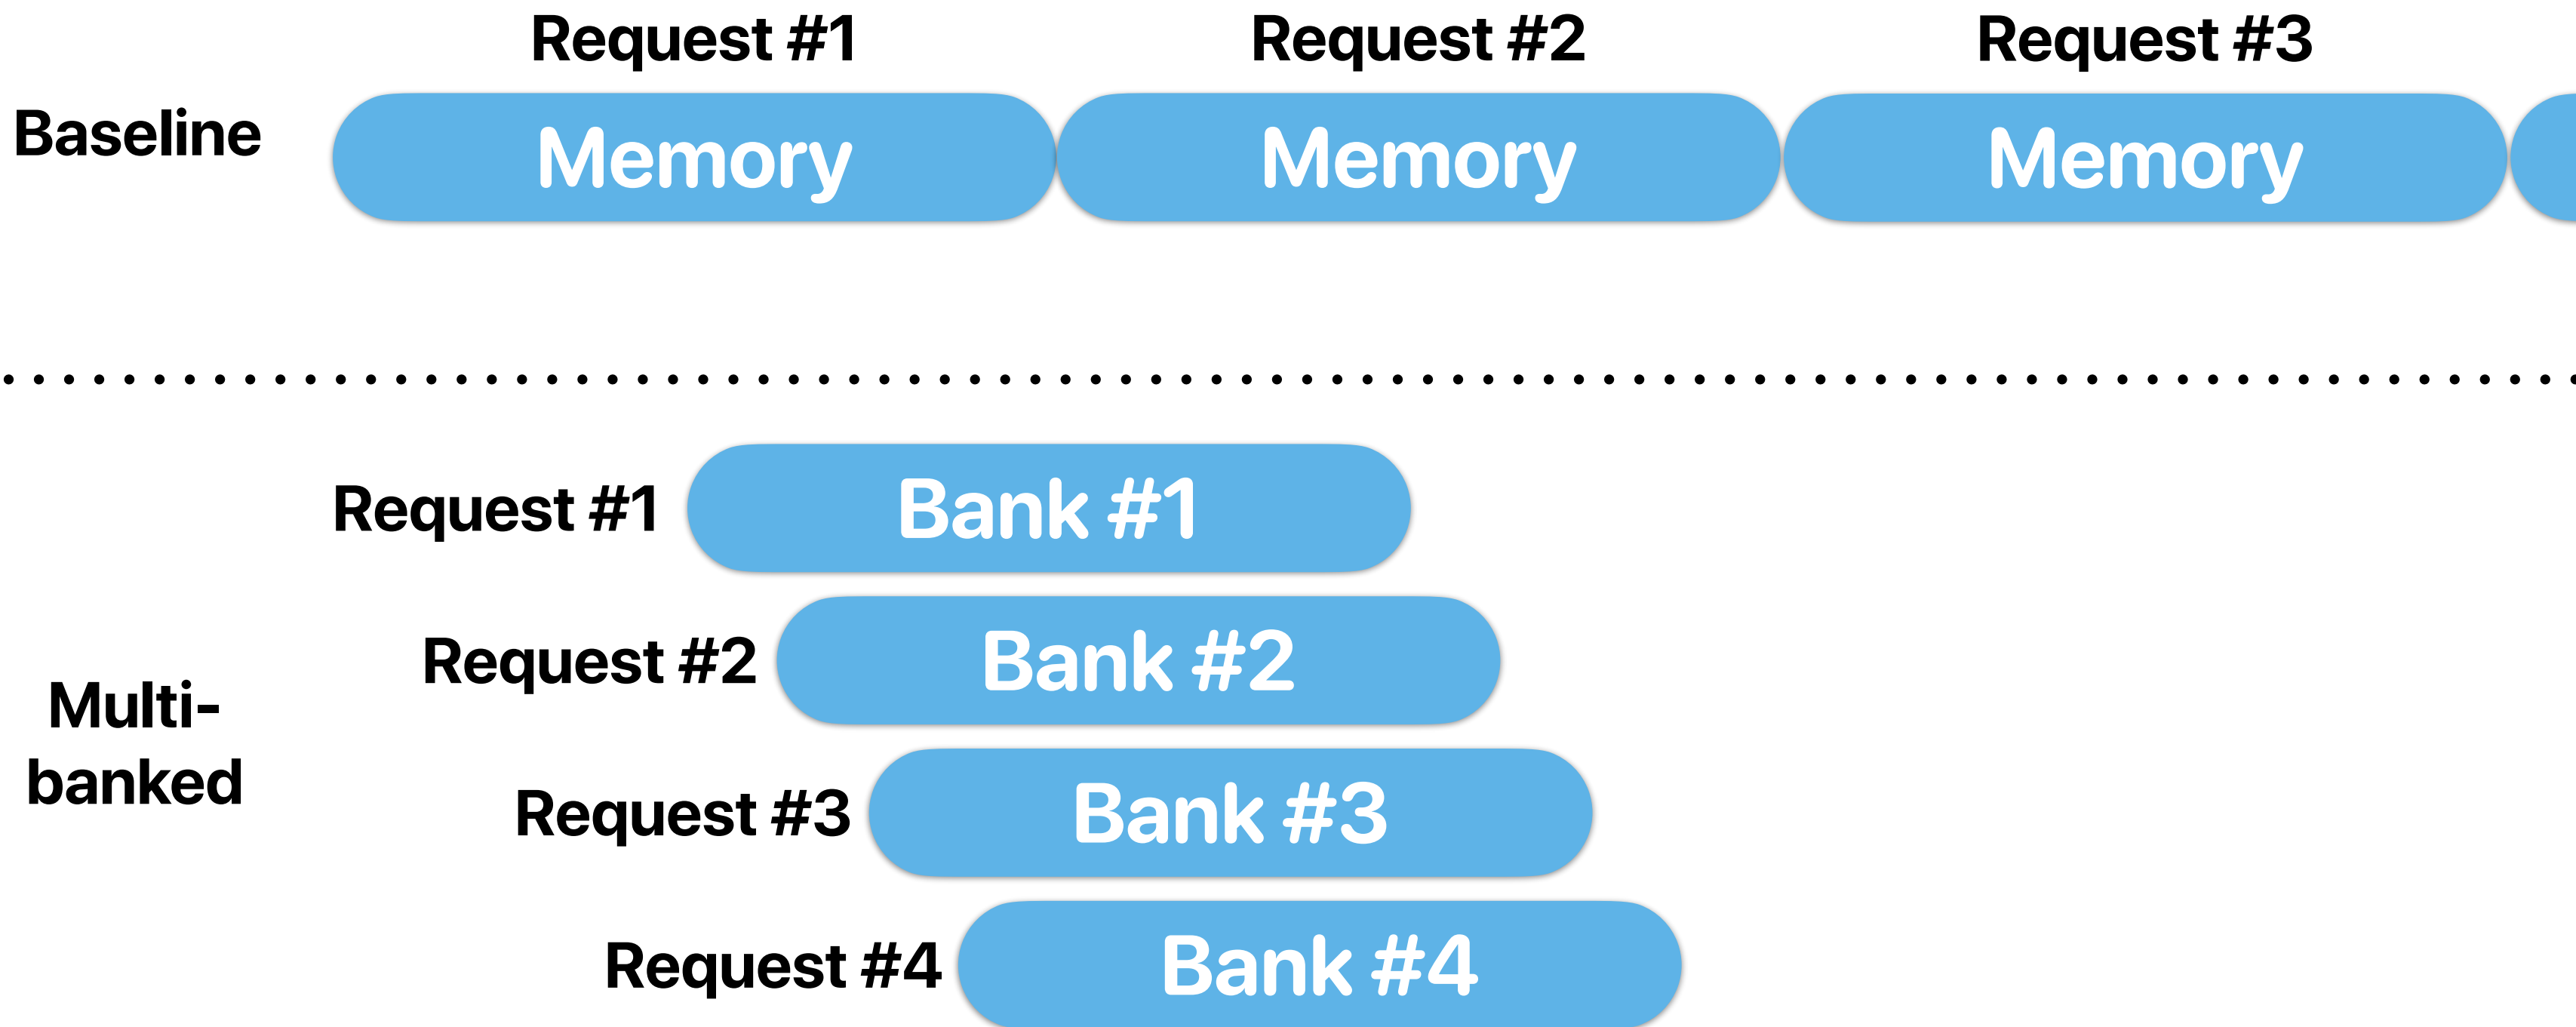 Request #1 Request #2 Request #3
Baseline Memory Memory Memory
Request #1 Bank #1
Request #2 Bank #2
Multi-
banked
Request #3 Bank #3
Request #4 Bank #4